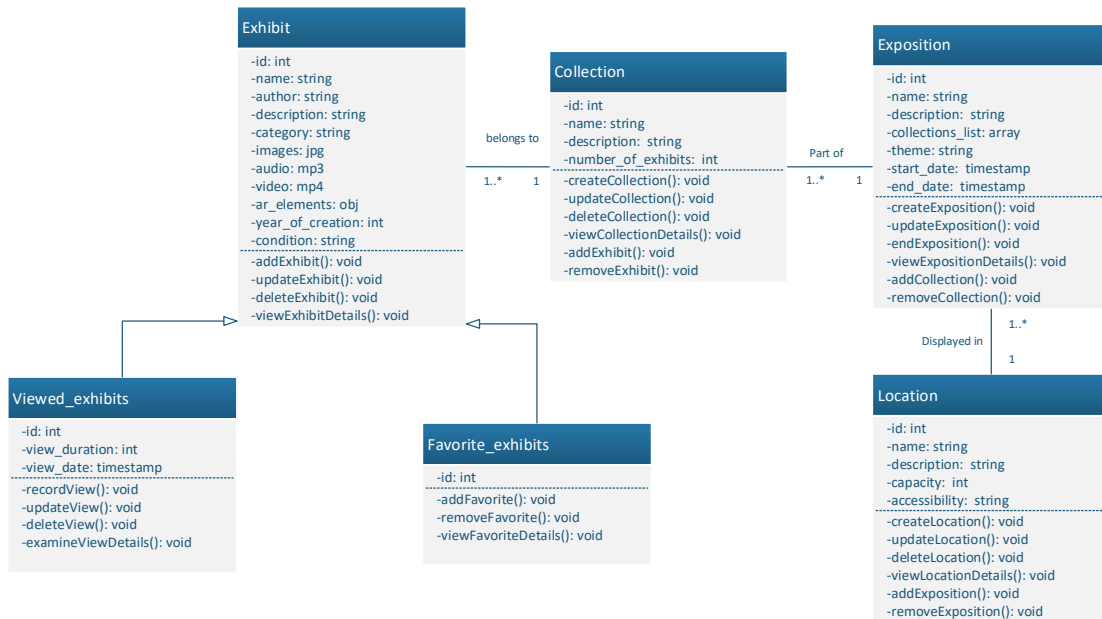 Exhibit
-id: int
-name: string
-author: string
-description: string
-category: string
-images: jpg
-audio: mp3
-video: mp4
-ar_elements: obj
-year_of_creation: int
-condition: string
-addExhibit(): void
-updateExhibit(): void
-deleteExhibit(): void
-viewExhibitDetails(): void
belongs to
1..* 1
Collection
-id: int
-name: string
-description: string
-number_of_exhibits: int
-createCollection(): void
-updateCollection(): void
-deleteCollection(): void
-viewCollectionDetails(): void
-addExhibit(): void
-removeExhibit(): void
Part of
1..* 1
Exposition
-id: int
-name: string
-description: string
-collections_list: array
-theme: string
-start_date: timestamp
-end_date: timestamp
-createExposition(): void
-updateExposition(): void
-endExposition(): void
-viewExpositionDetails(): void
-addCollection(): void
-removeCollection(): void
1..*
Displayed in
1
Viewed_exhibits
-id: int
-view_duration: int
-view_date: timestamp
-recordView(): void
-updateView(): void
-deleteView(): void
-examineViewDetails(): void
Favorite_exhibits
-id: int
-addFavorite(): void
-removeFavorite(): void
-viewFavoriteDetails(): void
Location
-id: int
-name: string
-description: string
-capacity: int
-accessibility: string
-createLocation(): void
-updateLocation(): void
-deleteLocation(): void
-viewLocationDetails(): void
-addExposition(): void
-removeExposition(): void